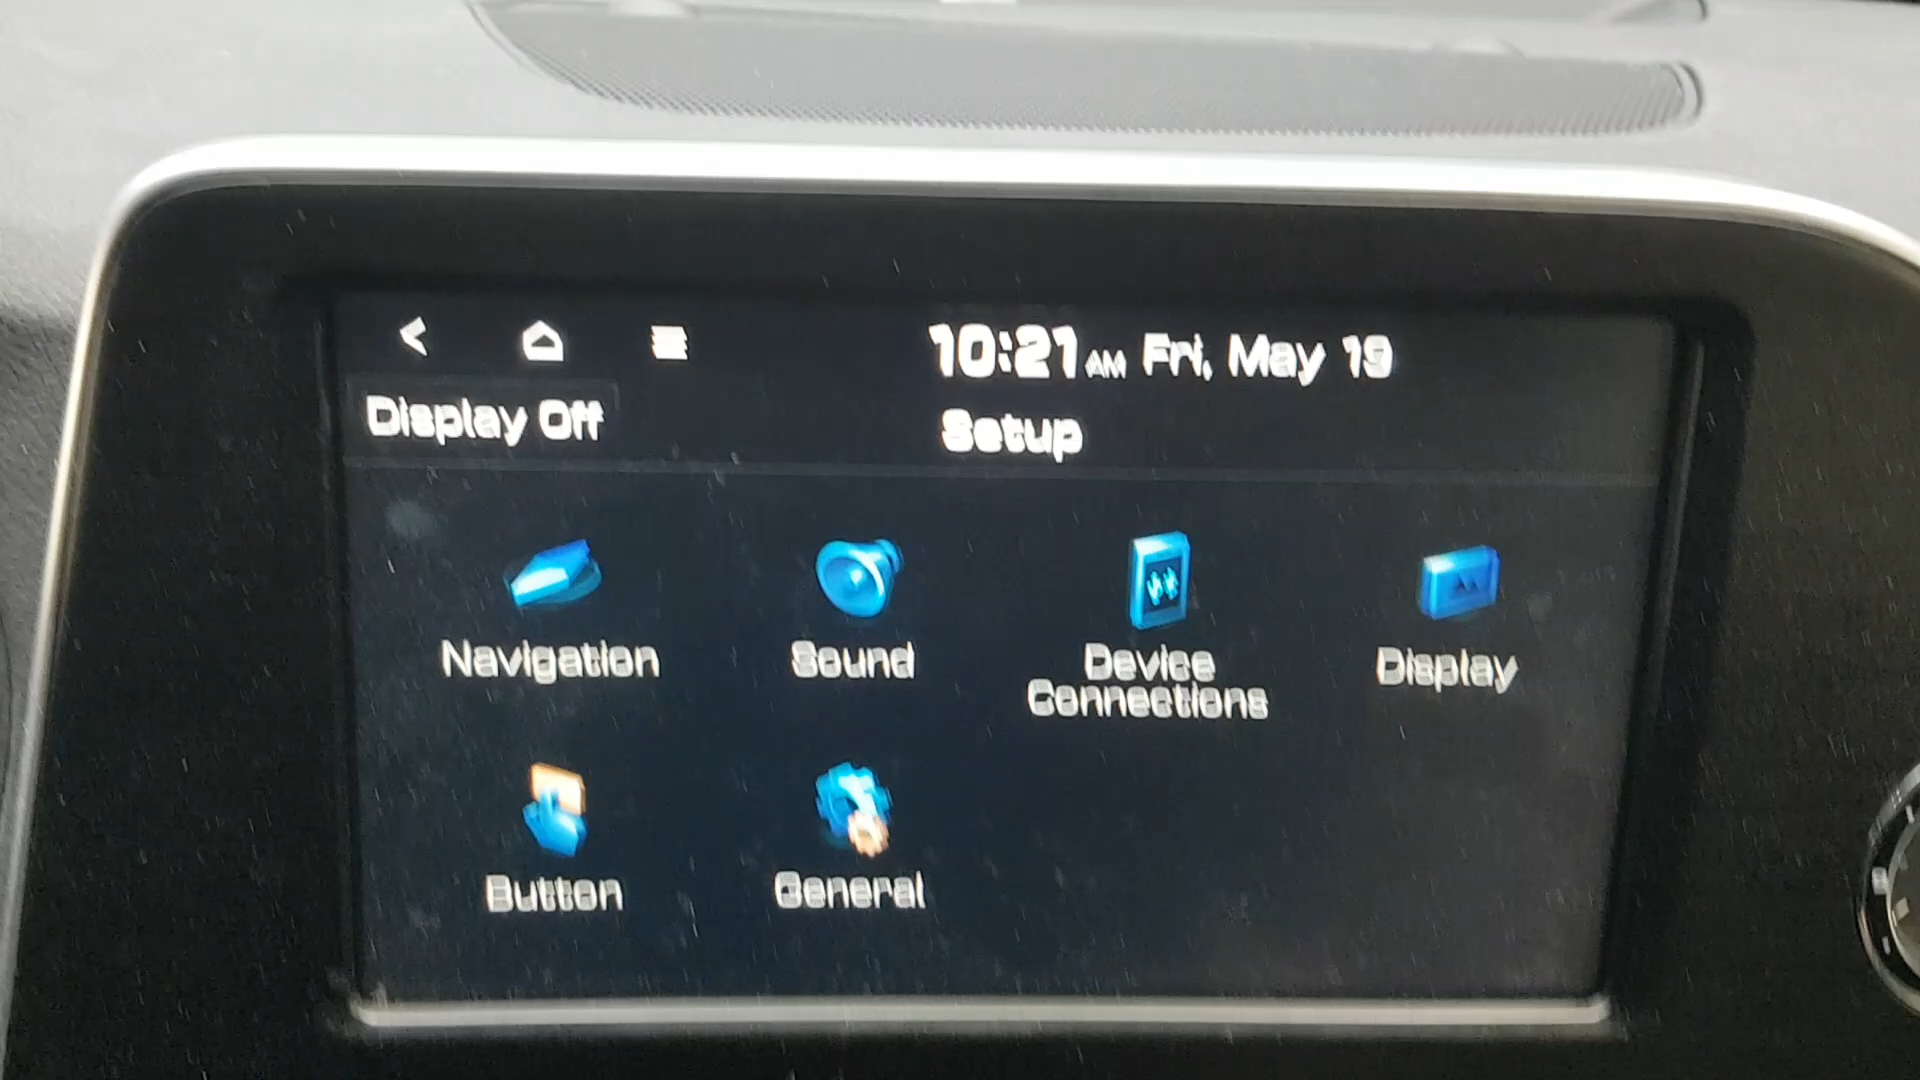 10:21 AM Fri, May 19
Display Off
Setup
Navigation
Sound
Device
Connections
Display
Button
General